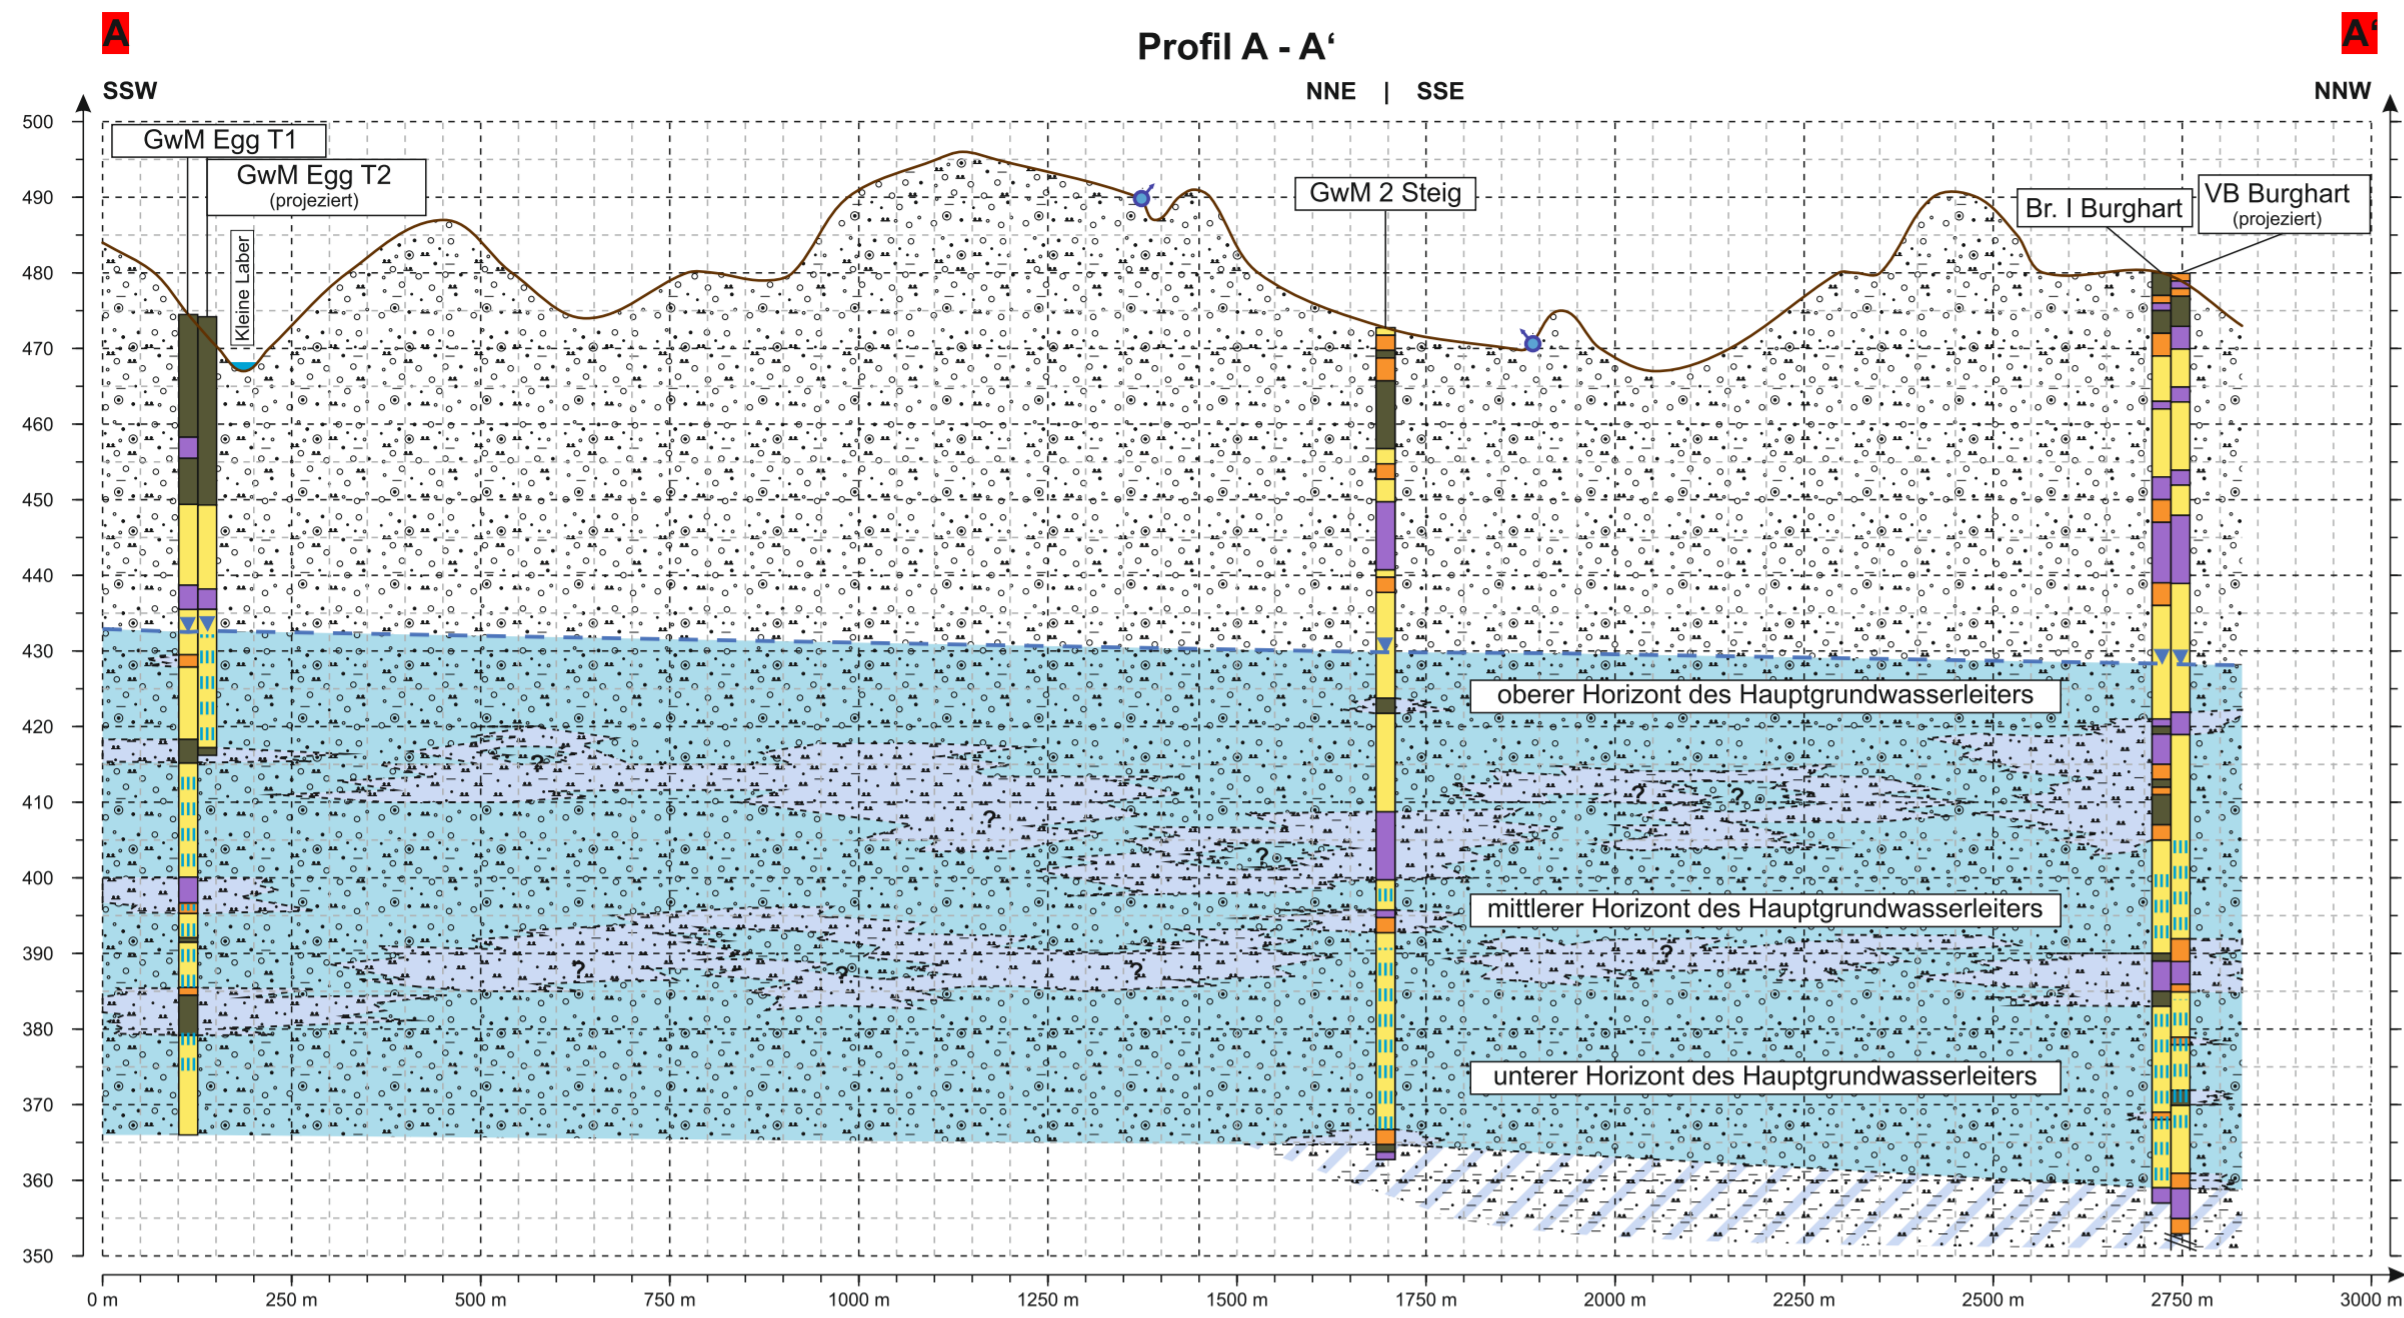 A
A‘
Profil A - A‘
SSW
NNE | SSE
NNW
500
GwM Egg T1
GwM Egg T2
(projeziert)
Kleine Laber
GwM 2 Steig
Br. I Burghart
VB Burghart
(projeziert)
490
480
470
460
450
440
430
oberer Horizont des Hauptgrundwasserleiters
420
?
410
?
?
?
?
400
mittlerer Horizont des Hauptgrundwasserleiters
390
?
?
?
?
380
unterer Horizont des Hauptgrundwasserleiters
370
360
350
0 m
250 m
500 m
750 m
1000 m
1250 m
1500 m
1750 m
2000 m
2250 m
2500 m
2750 m
3000 m